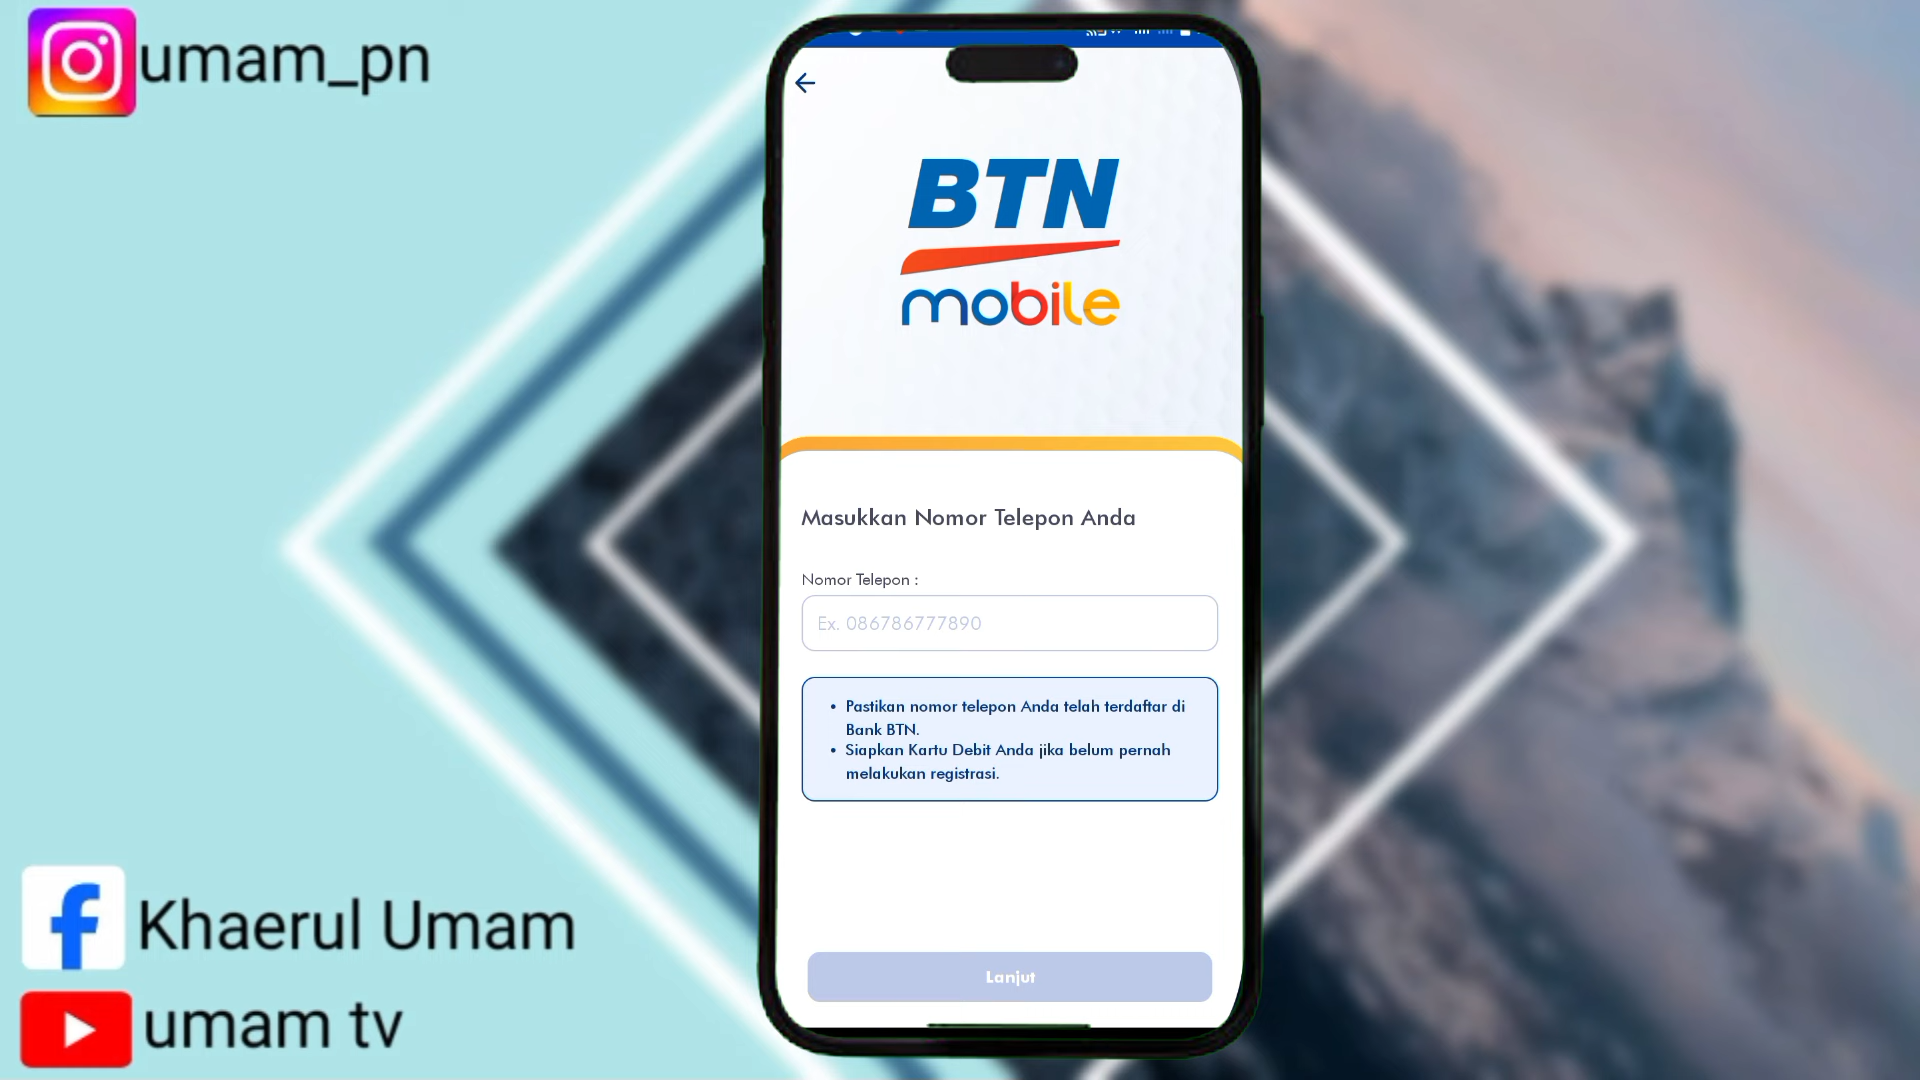 umam_pn
BTN
mobile
Masukkan Nomor Telepon Anda
Nomor Telepon :
Ex. 086786777890
• Pastikan nomor telepon Anda telah terdaftar di
Bank BTN.
• Siapkan Kartu Debit Anda jika belum pernah
melakukan registrasi.
Lanjut
Khaerul Umam
umam tv